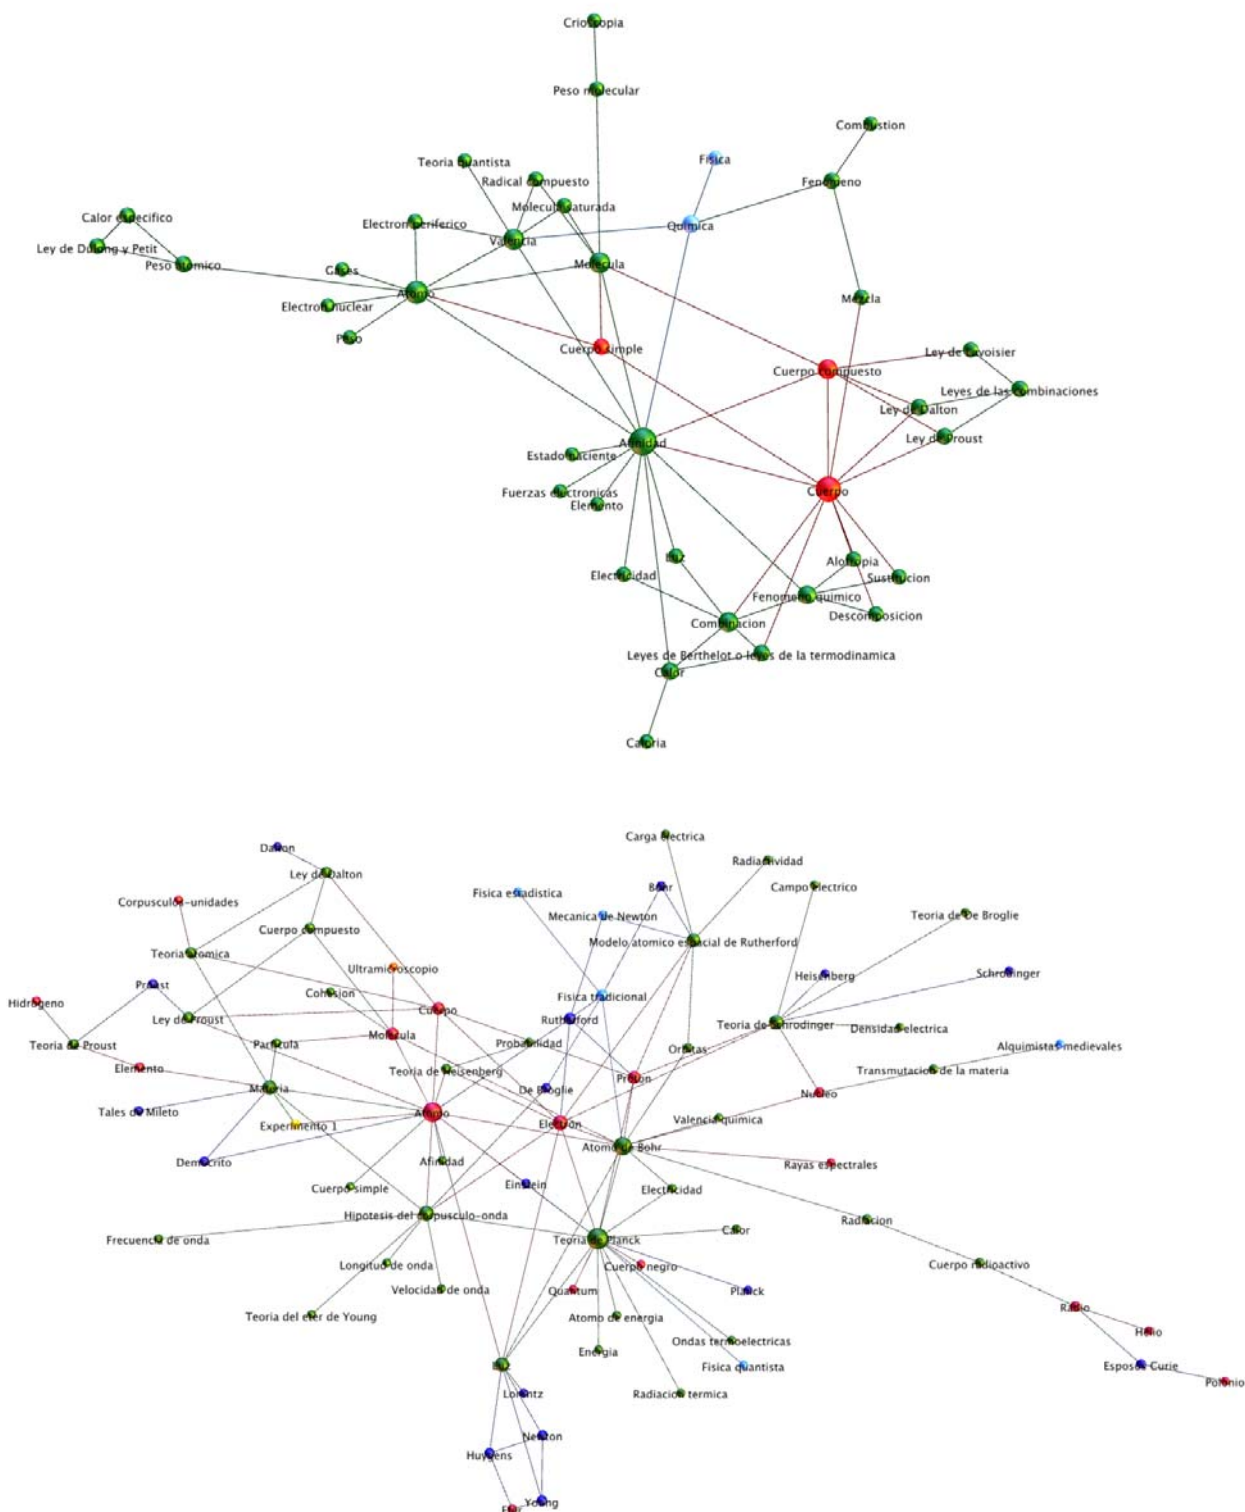 Crioscopia
Peso molecular
Combustion
Teoria quantista
Fisica
Radical compuesto
Fenomeno
Molecula saturada
Calor especifico
Electron periferico
Quimica
Valencia
Ley de Dulong y Petit
Peso atomico
Gases
Molecula
Atomo
Electron nuclear
Mezcla
Peso
Cuerpo simple
Ley de Lavoisier
Cuerpo compuesto
Leyes de las combinaciones
Ley de Dalton
Afinidad
Ley de Proust
Estado naciente
Fuerzas electronicas
Elemento
Cuerpo
Luz
Alotropia
Electricidad
Sustitucion
Fenomeno quimico
Descomposicion
Combinacion
Leyes de Berthelot o leyes de la termodinamica
Calor
Caloria
Carga electrica
Dalton
Radiactividad
Ley de Dalton
Bohr
Campo electrico
Fisica estadistica
Corpusculos-unidades
Mecanica de Newton
Teoria de De Broglie
Cuerpo compuesto
Modelo atomico espacial de Rutherford
Teoria atomica
Ultramicroscopio
Heisenberg
Schrodinger
Proust
Cohesion
Fisica tradicional
Hidrogeno
Cuerpo
Ley de Proust
Rutherford
Teoria de Schrodinger
Densidad electrica
Molecula
Teoria de Proust
Particula
Probabilidad
Orbitas
Alquimistas medievales
Elemento
Teoria de Heisenberg
Proton
Transmutacion de la materia
Materia
De Broglie
Nucleo
Tales de Mileto
Atomo
Experimento 1
Electron
Valencia quimica
Atomo de Bohr
Democrito
Afinidad
Rayas espectrales
Cuerpo simple
Einstein
Electricidad
Hipotesis del corpusculo-onda
Radiacion
Frecuencia de onda
Teoria de Planck
Calor
Longitud de onda
Cuerpo negro
Cuerpo radioactivo
Velocidad de onda
Quantum
Planck
Teoria del eter de Young
Atomo de energia
Radio
Helio
Energia
Ondas termoelectricas
Luz
Fisica quantista
Esposos Curie
Lorentz
Radiacion termica
Polonio
Newton
Huygens
Young
Eter